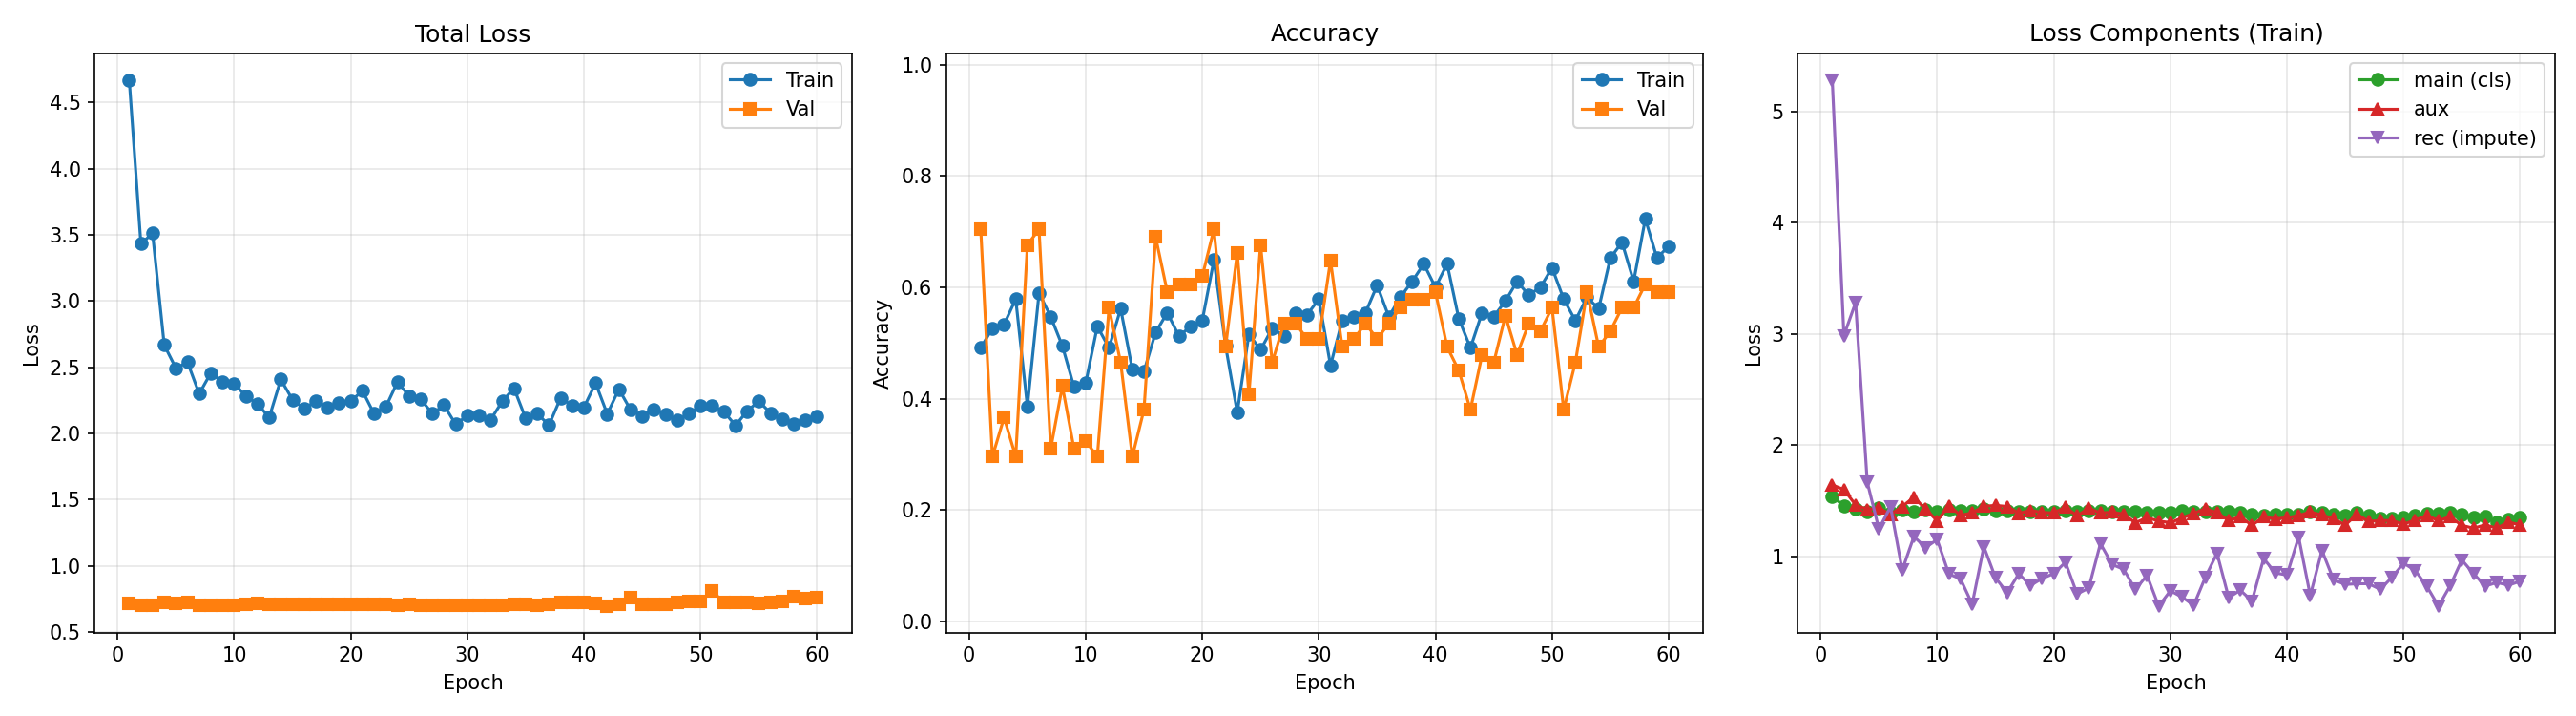 Total Loss
Loss
4.5
4.0
3.5
3.0
2.5
2.0
1.5
1.0
0.5
0 10 20 30 40 50 60
Epoch
Train
Val
Accuracy
Accuracy
1.0
0.8
0.6
0.4
0.2
0.0
0 10 20 30 40 50 60
Epoch
Train
Val
Loss Components (Train)
Loss
5
4
3
2
1
0 10 20 30 40 50 60
Epoch
main (cls)
aux
rec (impute)